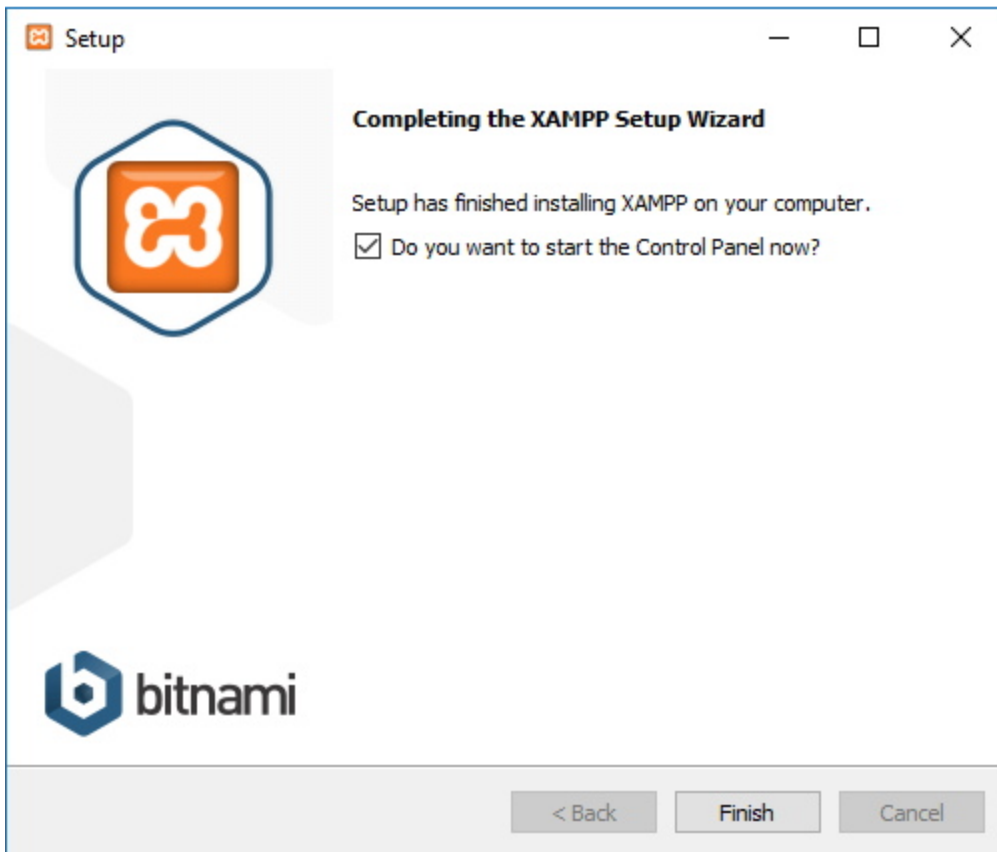 Setup
Completing the XAMPP Setup Wizard
Setup has finished installing XAMPP on your computer.
Do you want to start the Control Panel now?
bitnami
< Back
Finish
Cancel